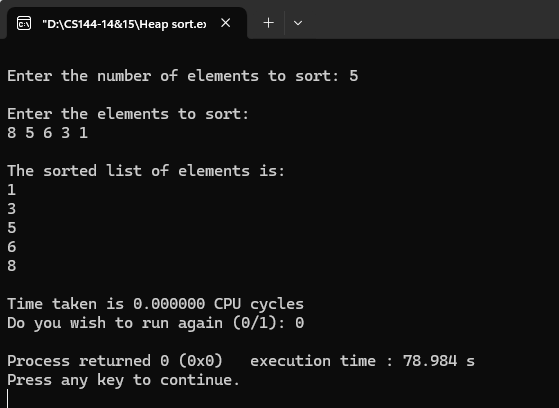 "D:\CS144-14&15\Heap sort.e›
Enter the number of elements to sort: 5
Enter the elements to sort:
8 5 6 3 1
The sorted list of elements is:
1
3
5
6
8
Time taken is 0.000000 CPU cycles
Do you wish to run again (0/1): 0
Process returned 0 (0x0)   execution time : 78.984 s
Press any key to continue.